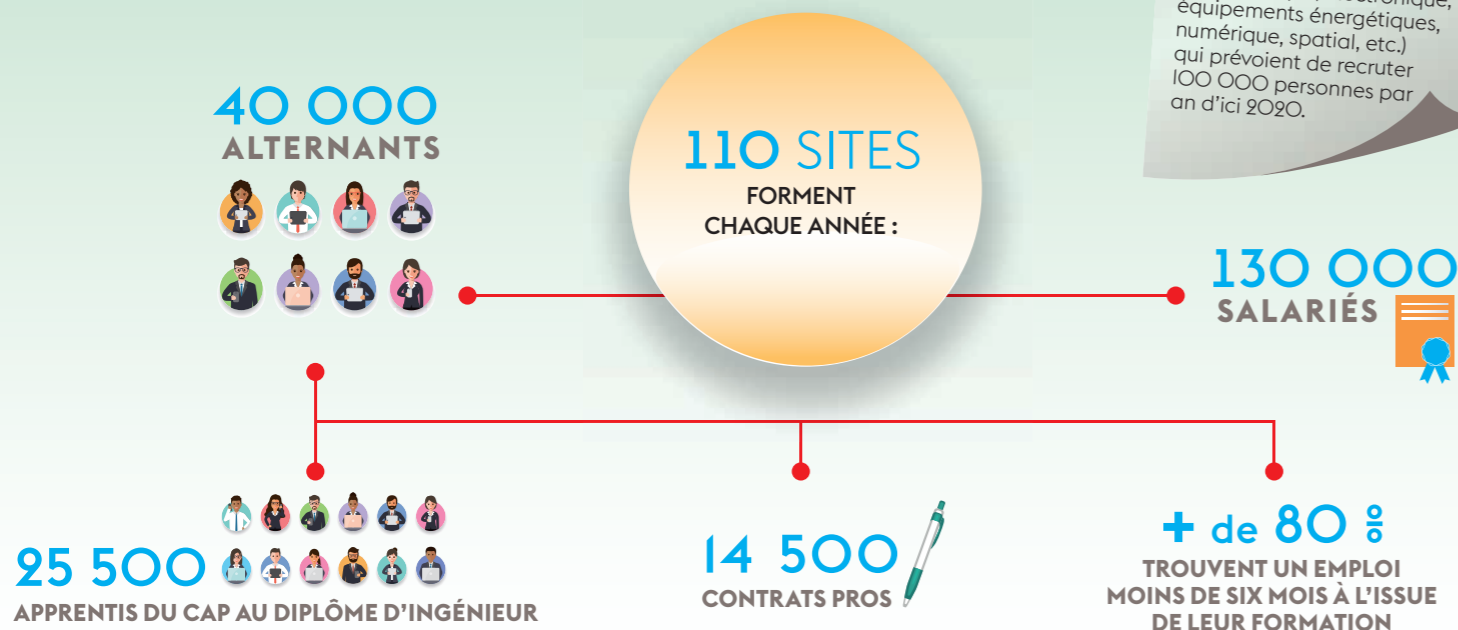 équipements énergétiques,
numérique, spatial, etc.)
qui prévoient de recruter
100 000 personnes par
an d'ici 2020.
40 000
ALTERNANTS
110 SITES
FORMENT
CHAQUE ANNÉE :
130 000
SALARIÉS
25 500
APPRENTIS DU CAP AU DIPLÔME D'INGÉNIEUR
14 500
CONTRATS PROS
+ de 80 %
TROUVENT UN EMPLOI
MOINS DE SIX MOIS À L'ISSUE
DE LEUR FORMATION